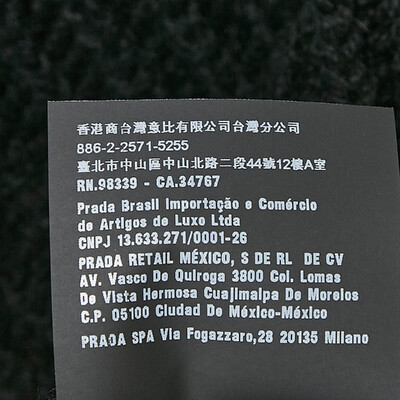 香港商台灣意比有限公司台灣分公司
886-2-2571-5255
臺北市中山區中山北路二段44號12樓A室
RN.98339 - CA.34767
Prada Brasil Importação e Comércio
de Artigos de Luxo Ltda
CNPJ 13.633.271/0001-26
PRADA RETAIL MÉXICO, S DE RL DE CV
AV. Vasco De Quiroga 3800 Col. Lomas
De Vista Hermosa Cuajimalpa De Morelos
C.P. 05100 Ciudad De México-México
PRADA SPA Via Fogazzaro,28 20135 Milano